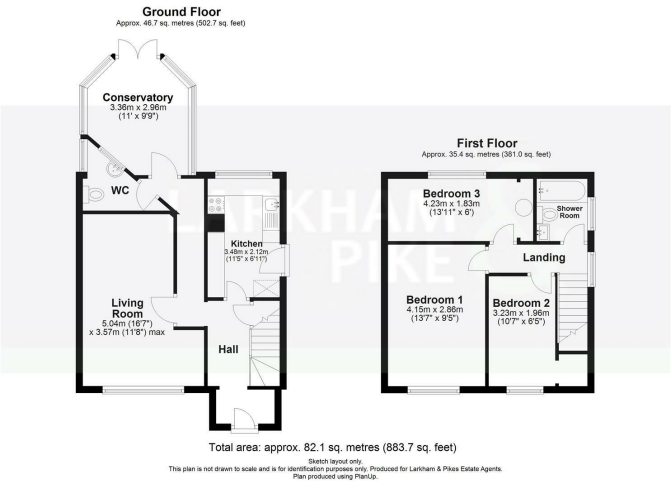 Ground Floor
Approx. 46.7 sq. metres (502.7 sq. feet)
Conservatory
3.36m x 2.96m
(11' x 9'9")
WC
Kitchen
3.48m x 2.12m
(11'5" x 6'11")
Living
Room
5.04m (16'7")
x 3.57m (11'8") max
Hall
First Floor
Approx. 35.4 sq. metres (381.0 sq. feet)
Bedroom 3
4.23m x 1.83m
(13'11" x 6')
Shower
Room
Landing
Bedroom 1
4.15m x 2.86m
(13'7" x 9'5")
Bedroom 2
3.23m x 1.96m
(10'7" x 6'5")
LARKHAM
PIKE
Total area: approx. 82.1 sq. metres (883.7 sq. feet)
Sketch layout only.
This plan is not drawn to scale and is for identification purposes only. Produced for Larkham & Pikes Estate Agents.
Plan produced using PlanUp.